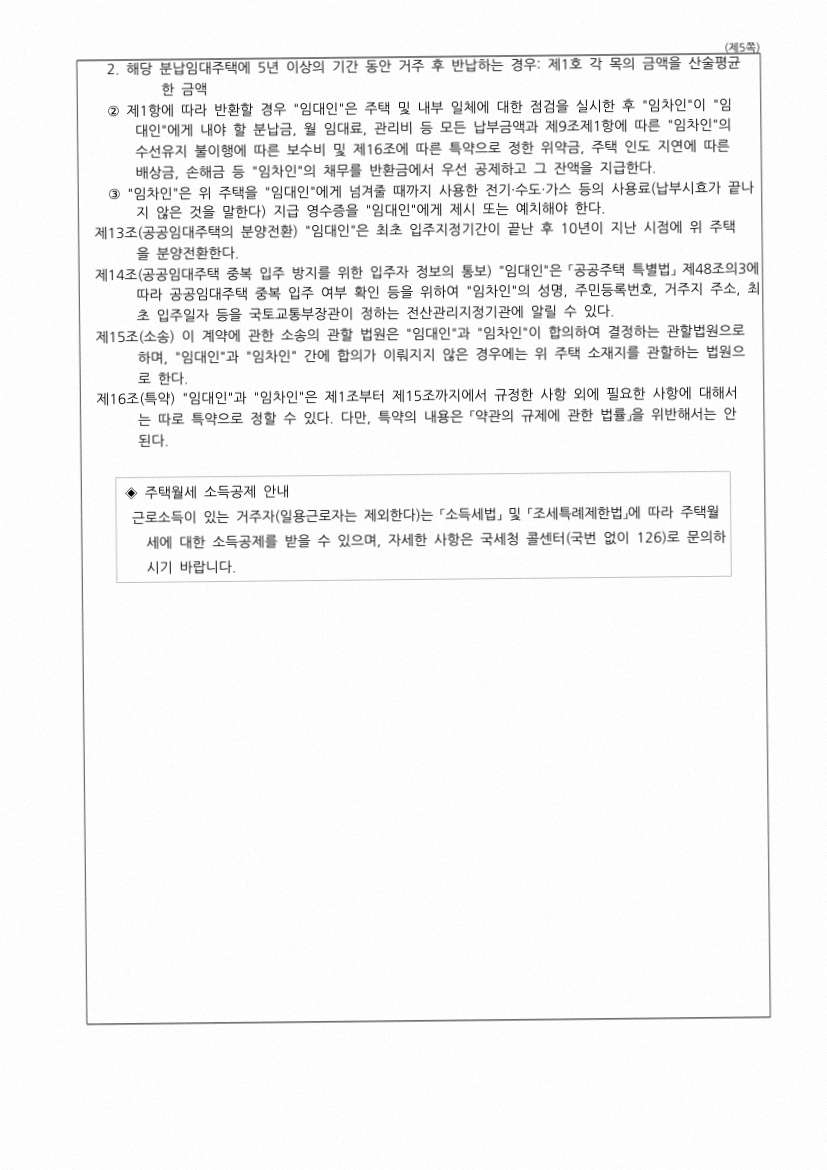 (제5쪽)
2. 해당 분납임대주택에 5년 이상의 기간 동안 거주 후 반납하는 경우: 제1호 각 목의 금액을 산술평균
한 금액
② 제1항에 따라 반환할 경우 "임대인"은 주택 및 내부 일체에 대한 점검을 실시한 후 "임차인"이 "임
대인"에게 내야 할 분납금, 월 임대료, 관리비 등 모든 납부금액과 제9조제1항에 따른 "임차인"의
수선유지 불이행에 따른 보수비 및 제16조에 따른 특약으로 정한 위약금, 주택 인도 지연에 따른
배상금, 손해금 등 "임차인"의 채무를 반환금에서 우선 공제하고 그 잔액을 지급한다.
③ "임차인"은 위 주택을 "임대인"에게 넘겨줄 때까지 사용한 전기·수도·가스 등의 사용료(납부시효가 끝나
지 않은 것을 말한다) 지급 영수증을 "임대인"에게 제시 또는 예치해야 한다.
제13조(공공임대주택의 분양전환) "임대인"은 최초 입주지정기간이 끝난 후 10년이 지난 시점에 위 주택
을 분양전환한다.
제14조(공공임대주택 중복 입주 방지를 위한 입주자 정보의 통보) "임대인"은 「공공주택 특별법」 제48조의3에
따라 공공임대주택 중복 입주 여부 확인 등을 위하여 "임차인"의 성명, 주민등록번호, 거주지 주소, 최
초 입주일자 등을 국토교통부장관이 정하는 전산관리지정기관에 알릴 수 있다.
제15조(소송) 이 계약에 관한 소송의 관할 법원은 "임대인"과 "임차인"이 합의하여 결정하는 관할법원으로
하며, "임대인"과 "임차인" 간에 합의가 이뤄지지 않은 경우에는 위 주택 소재지를 관할하는 법원으
로 한다.
제16조(특약) "임대인"과 "임차인"은 제1조부터 제15조까지에서 규정한 사항 외에 필요한 사항에 대해서
는 따로 특약으로 정할 수 있다. 다만, 특약의 내용은 「약관의 규제에 관한 법률」을 위반해서는 안
된다.
◈ 주택월세 소득공제 안내
근로소득이 있는 거주자(일용근로자는 제외한다)는 「소득세법」 및 「조세특례제한법」에 따라 주택월
세에 대한 소득공제를 받을 수 있으며, 자세한 사항은 국세청 콜센터(국번 없이 126)로 문의하
시기 바랍니다.